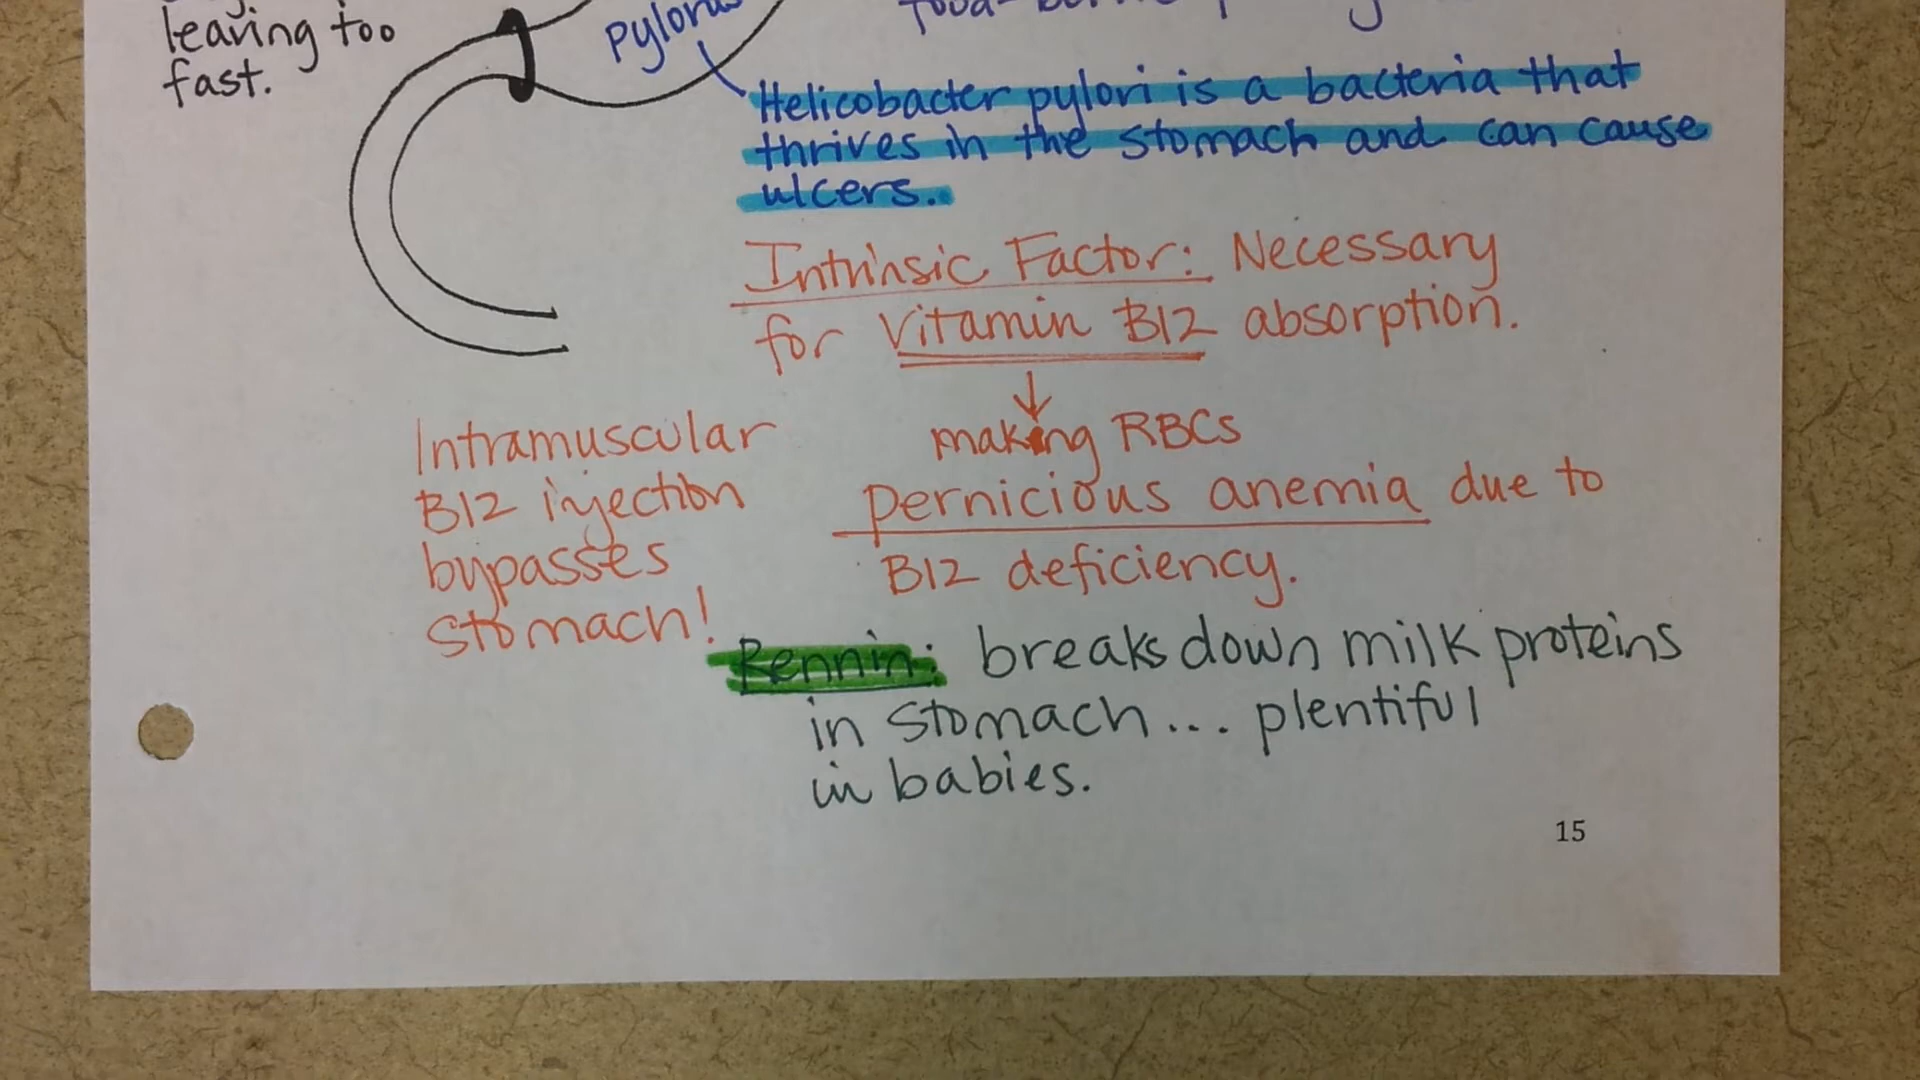 leaving too
fast.
pylorus
Helicobacter pylori is a bacteria that
thrives in the stomach and can cause
ulcers.
Intrinsic Factor: Necessary
for Vitamin B12 absorption.
↓
making RBCs
pernicious anemia due to
B12 deficiency.
Intramuscular
B12 injection
bypasses
stomach!
Rennin: breaks down milk proteins
in stomach... plentiful
in babies.
15